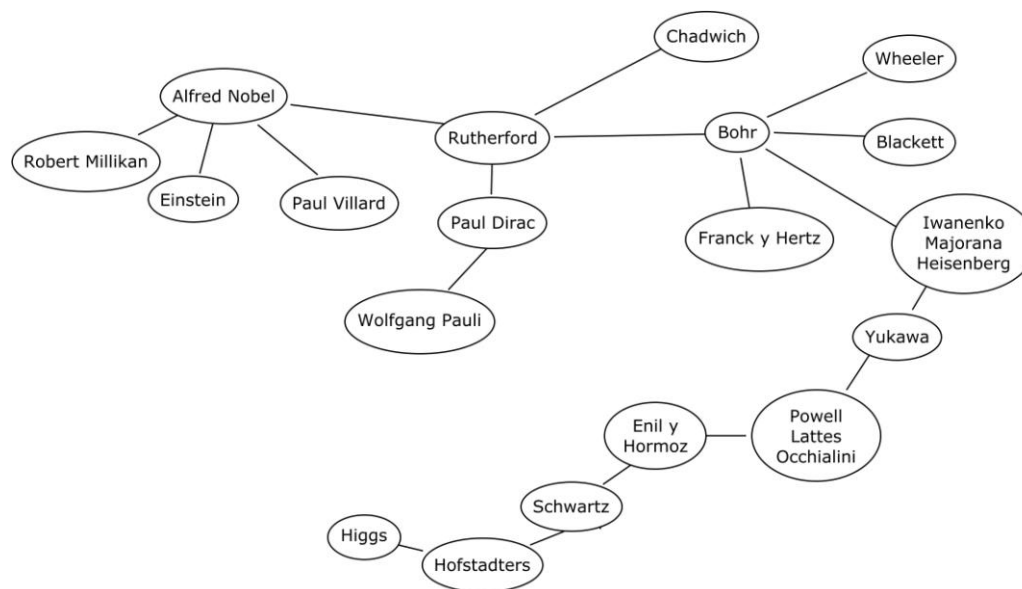 Chadwich
Wheeler
Alfred Nobel
Rutherford
Bohr
Blackett
Robert Millikan
Einstein
Paul Villard
Paul Dirac
Franck y Hertz
Iwanenko
Majorana
Heisenberg
Wolfgang Pauli
Yukawa
Powell
Lattes
Occhialini
Enil y
Hormoz
Schwartz
Higgs
Hofstadters